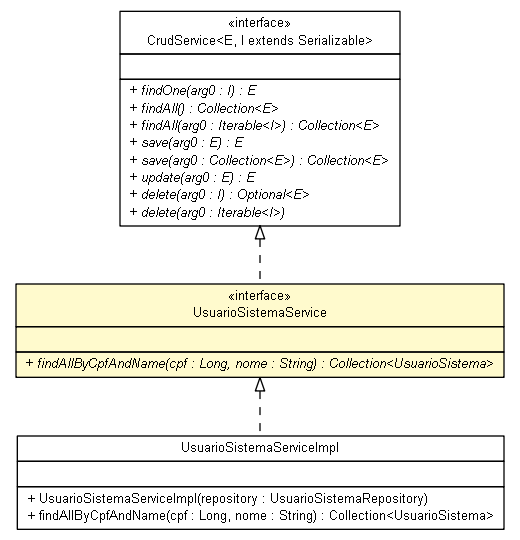 «interface»
CrudService<E, I extends Serializable>
+ findOne(arg0 : I) : E
+ findAll() : Collection<E>
+ findAll(arg0 : Iterable<I>) : Collection<E>
+ save(arg0 : E) : E
+ save(arg0 : Collection<E>) : Collection<E>
+ update(arg0 : E) : E
+ delete(arg0 : I) : Optional<E>
+ delete(arg0 : Iterable<I>)
«interface»
UsuarioSistemaService
+ findAllByCpfAndName(cpf : Long, nome : String) : Collection<UsuarioSistema>
UsuarioSistemaServiceImpl
+ UsuarioSistemaServiceImpl(repository : UsuarioSistemaRepository)
+ findAllByCpfAndName(cpf : Long, nome : String) : Collection<UsuarioSistema>